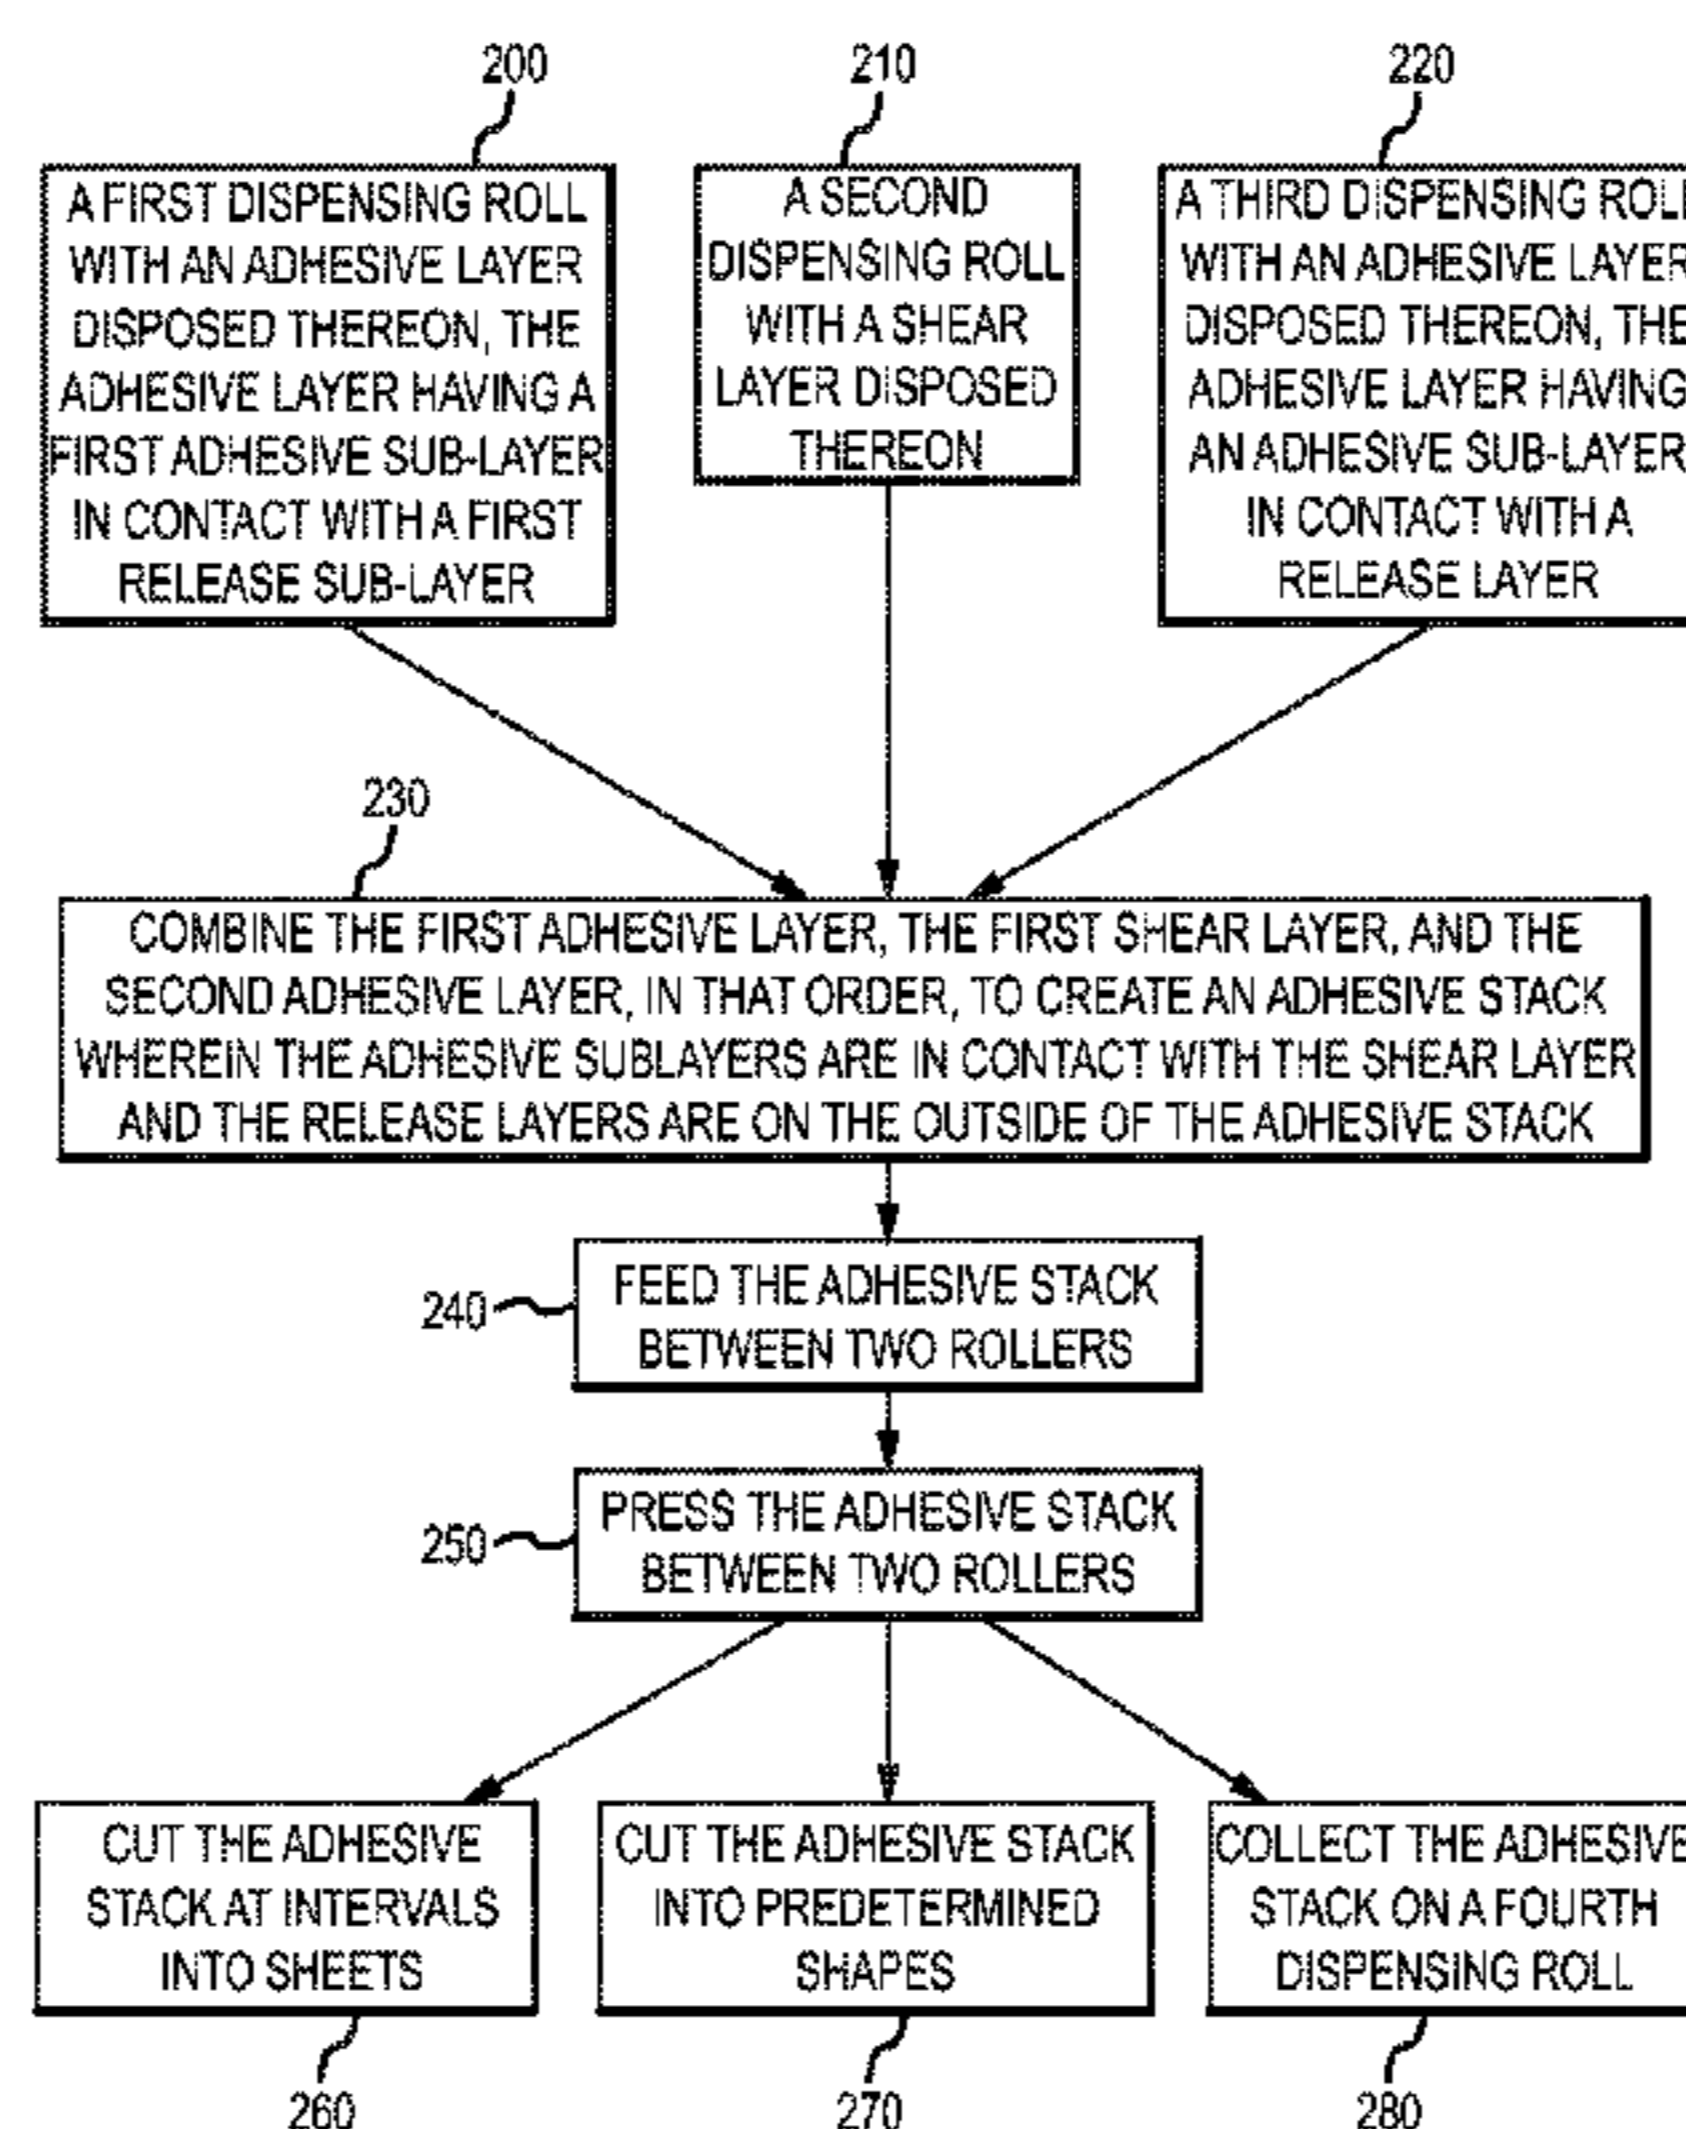 200
210
220
A FIRST DISPENSING ROLL
WITH AN ADHESIVE LAYER
DISPOSED THEREON, THE
ADHESIVE LAYER HAVING A
FIRST ADHESIVE SUB-LAYER
IN CONTACT WITH A FIRST
RELEASE SUB-LAYER
A SECOND
DISPENSING ROLL
WITH A SHEAR
LAYER DISPOSED
THEREON
A THIRD DISPENSING ROLL
WITH AN ADHESIVE LAYER
DISPOSED THEREON, THE
ADHESIVE LAYER HAVING
AN ADHESIVE SUB-LAYER
IN CONTACT WITH A
RELEASE LAYER
230
COMBINE THE FIRST ADHESIVE LAYER, THE FIRST SHEAR LAYER, AND THE
SECOND ADHESIVE LAYER, IN THAT ORDER, TO CREATE AN ADHESIVE STACK
WHEREIN THE ADHESIVE SUBLAYERS ARE IN CONTACT WITH THE SHEAR LAYER
AND THE RELEASE LAYERS ARE ON THE OUTSIDE OF THE ADHESIVE STACK
240
FEED THE ADHESIVE STACK
BETWEEN TWO ROLLERS
250
PRESS THE ADHESIVE STACK
BETWEEN TWO ROLLERS
CUT THE ADHESIVE
STACK AT INTERVALS
INTO SHEETS
CUT THE ADHESIVE STACK
INTO PREDETERMINED
SHAPES
COLLECT THE ADHESIVE
STACK ON A FOURTH
DISPENSING ROLL
260
270
280